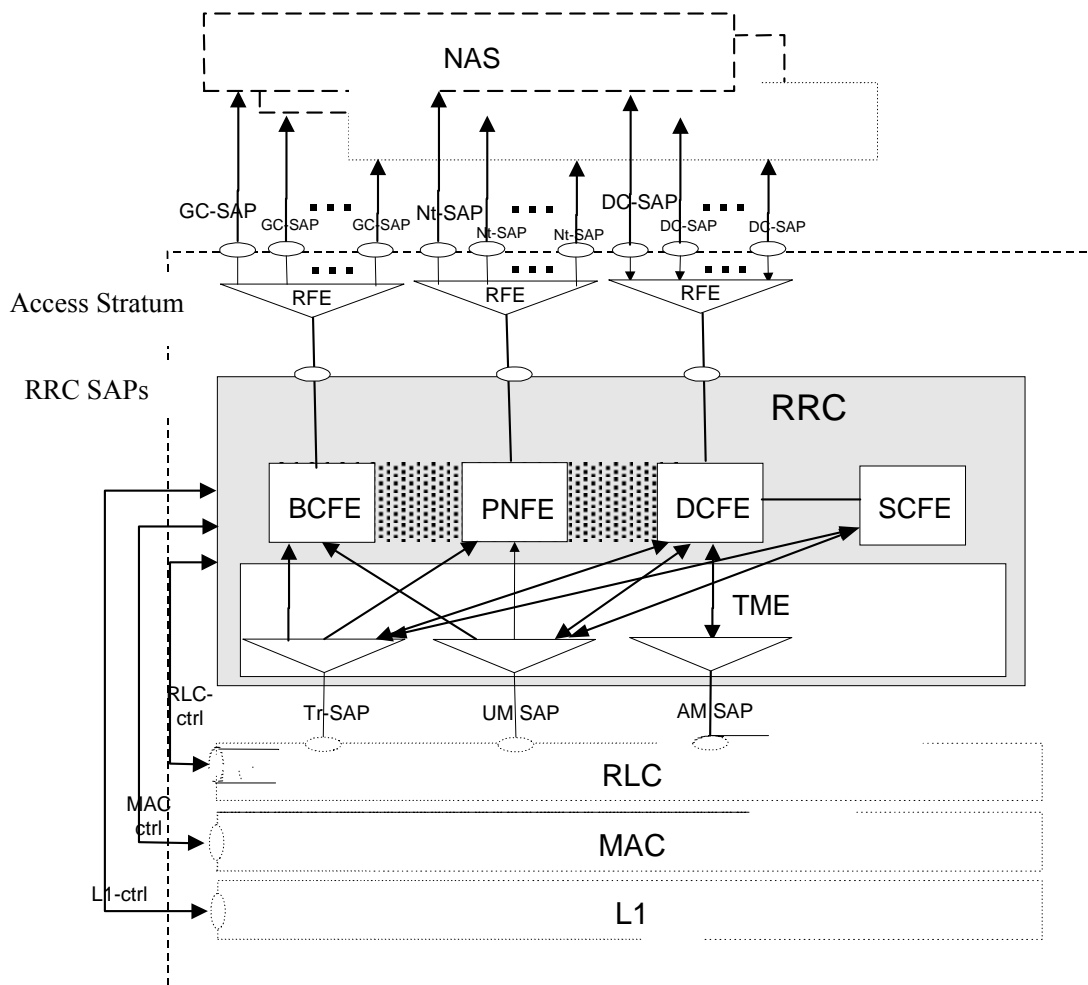 NAS
GC-SAP
GC-SAP
GC-SAP
Nt-SAP
Nt-SAP
Nt-SAP
DC-SAP
DC-SAP
DC-SAP
RFE
RFE
RFE
Access Stratum
RRC SAPs
RRC
BCFE
PNFE
DCFE
SCFE
TME
RLC-
ctrl
Tr-SAP
UM SAP
AM SAP
RLC
MAC
ctrl
MAC
L1-ctrl
L1